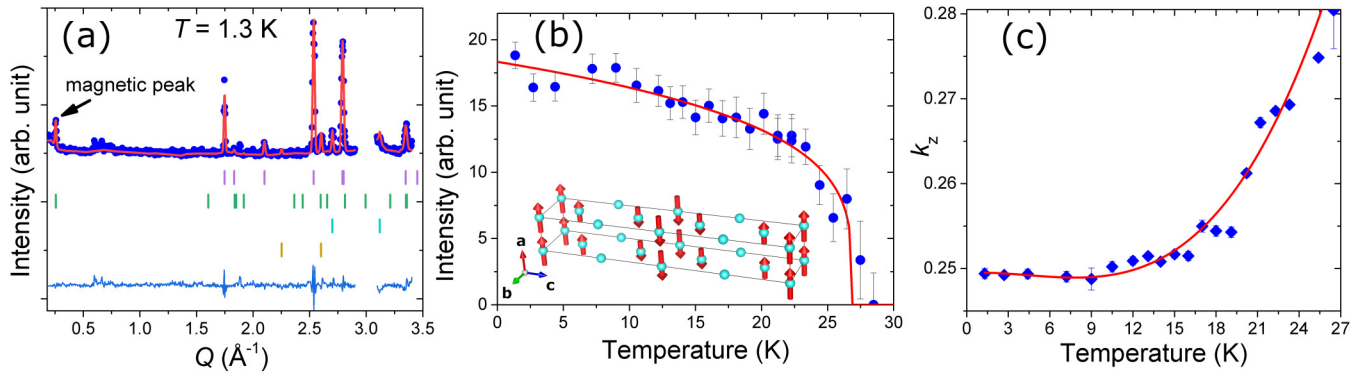 (a)
T = 1.3 K
magnetic peak
Intensity (arb. unit)
0.5 1.0 1.5 2.0 2.5 3.0 3.5
Q (Å⁻¹)
(b)
20
15
10
5
0
Intensity (arb. unit)
a
b
c
0 5 10 15 20 25 30
Temperature (K)
(c)
0.28
0.27
0.26
0.25
k_z
0 3 6 9 12 15 18 21 24 27
Temperature (K)